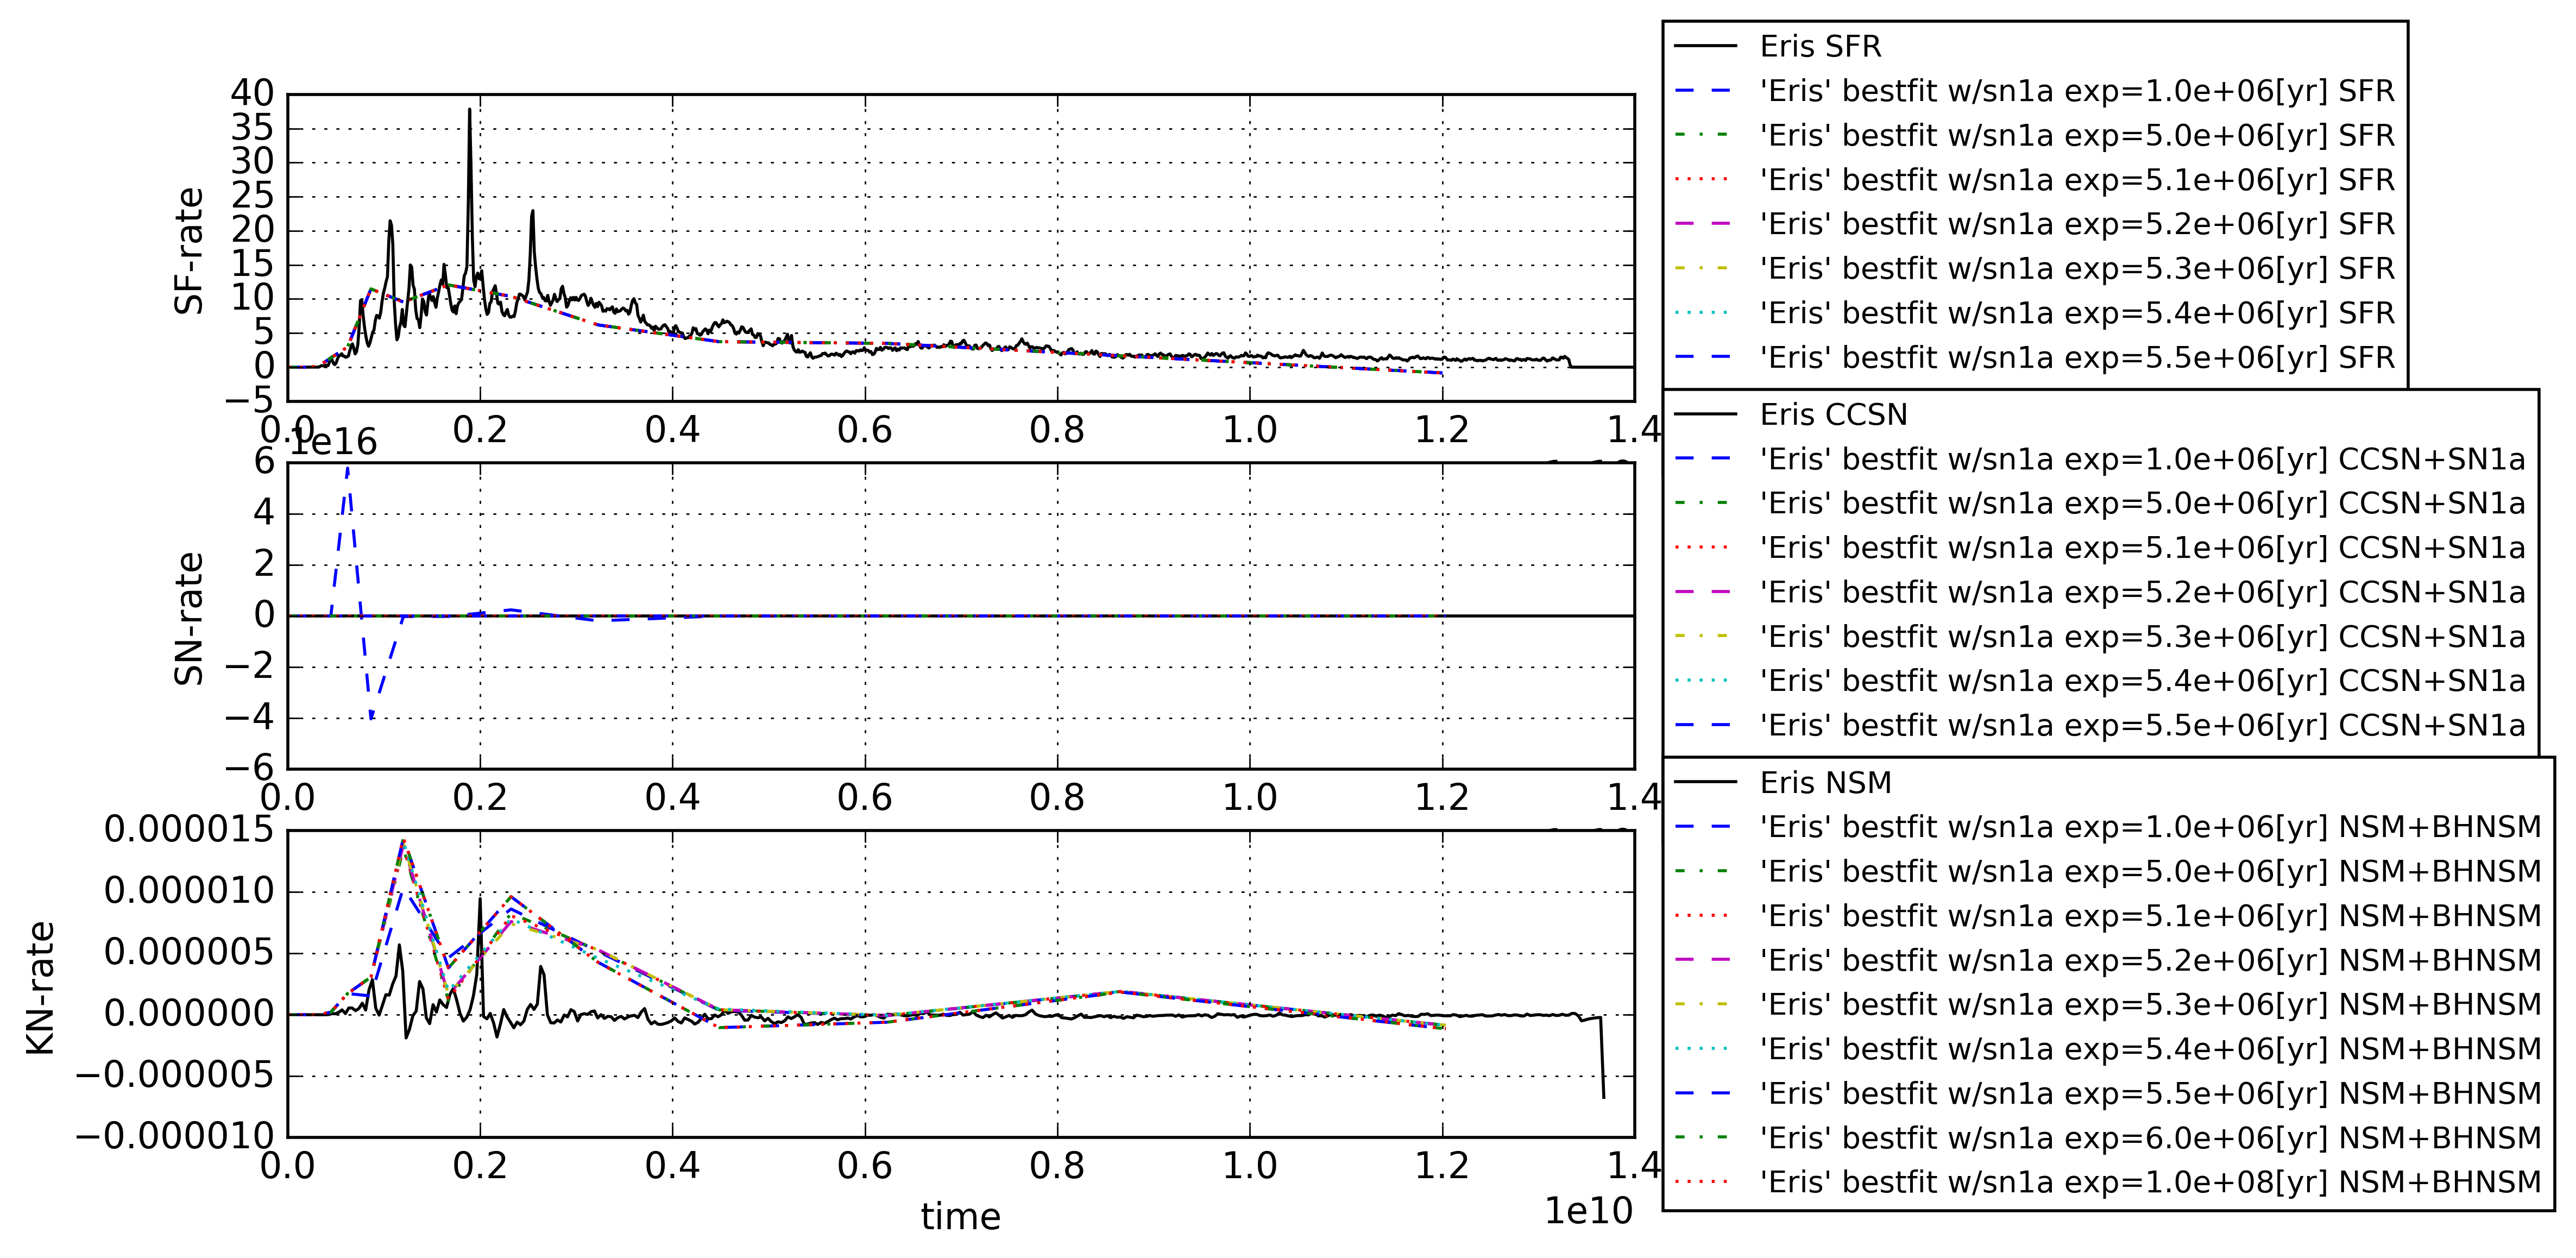 Eris SFR
'Eris' bestfit w/sn1a exp=1.0e+06[yr] SFR
'Eris' bestfit w/sn1a exp=5.0e+06[yr] SFR
'Eris' bestfit w/sn1a exp=5.1e+06[yr] SFR
'Eris' bestfit w/sn1a exp=5.2e+06[yr] SFR
'Eris' bestfit w/sn1a exp=5.3e+06[yr] SFR
'Eris' bestfit w/sn1a exp=5.4e+06[yr] SFR
'Eris' bestfit w/sn1a exp=5.5e+06[yr] SFR
SF-rate
40
35
30
25
20
15
10
5
0
−5
0.0 0.2 0.4 0.6 0.8 1.0 1.2 1.4
1e16
Eris CCSN
'Eris' bestfit w/sn1a exp=1.0e+06[yr] CCSN+SN1a
'Eris' bestfit w/sn1a exp=5.0e+06[yr] CCSN+SN1a
'Eris' bestfit w/sn1a exp=5.1e+06[yr] CCSN+SN1a
'Eris' bestfit w/sn1a exp=5.2e+06[yr] CCSN+SN1a
'Eris' bestfit w/sn1a exp=5.3e+06[yr] CCSN+SN1a
'Eris' bestfit w/sn1a exp=5.4e+06[yr] CCSN+SN1a
'Eris' bestfit w/sn1a exp=5.5e+06[yr] CCSN+SN1a
SN-rate
6
4
2
0
−2
−4
−6
0.0 0.2 0.4 0.6 0.8 1.0 1.2 1.4
Eris NSM
'Eris' bestfit w/sn1a exp=1.0e+06[yr] NSM+BHNSM
'Eris' bestfit w/sn1a exp=5.0e+06[yr] NSM+BHNSM
'Eris' bestfit w/sn1a exp=5.1e+06[yr] NSM+BHNSM
'Eris' bestfit w/sn1a exp=5.2e+06[yr] NSM+BHNSM
'Eris' bestfit w/sn1a exp=5.3e+06[yr] NSM+BHNSM
'Eris' bestfit w/sn1a exp=5.4e+06[yr] NSM+BHNSM
'Eris' bestfit w/sn1a exp=5.5e+06[yr] NSM+BHNSM
'Eris' bestfit w/sn1a exp=6.0e+06[yr] NSM+BHNSM
'Eris' bestfit w/sn1a exp=1.0e+08[yr] NSM+BHNSM
KN-rate
0.000015
0.000010
0.000005
0.000000
−0.000005
−0.000010
0.0 0.2 0.4 0.6 0.8 1.0 1.2 1.4
time
1e10